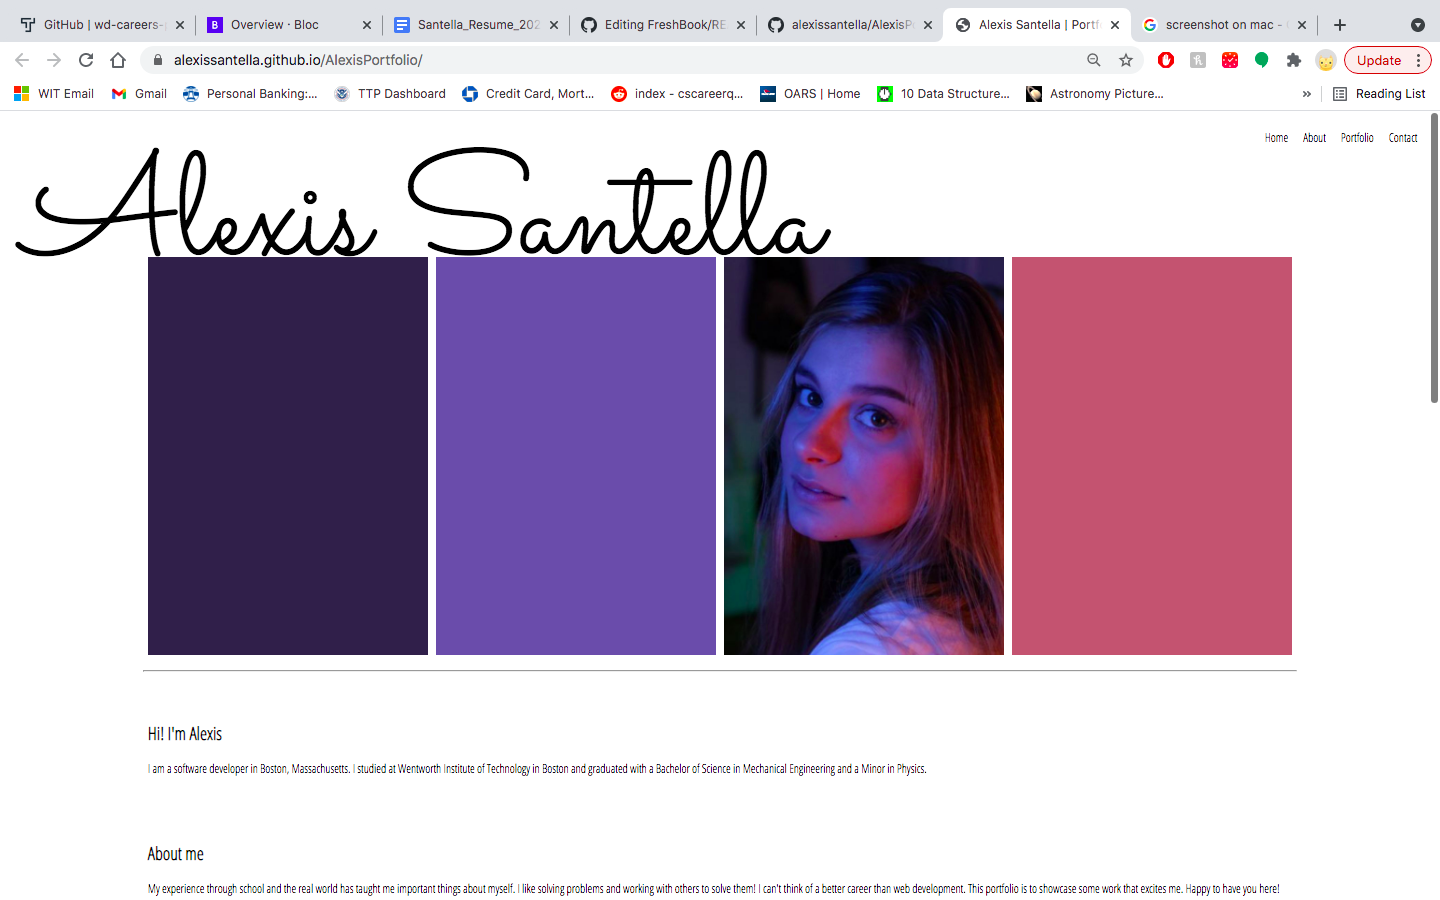 GitHub | wd-careers-
Overview · Bloc
Santella_Resume_202
Editing FreshBook/RE
alexissantella/AlexisP
Alexis Santella | Portf
screenshot on mac -
alexissantella.github.io/AlexisPortfolio/
Update
WIT Email
Gmail
Personal Banking:...
TTP Dashboard
Credit Card, Mort...
index - cscareerq...
OARS | Home
10 Data Structure...
Astronomy Picture...
»
Reading List
Home About Portfolio Contact
Alexis Santella
Hi! I'm Alexis
I am a software developer in Boston, Massachusetts. I studied at Wentworth Institute of Technology in Boston and graduated with a Bachelor of Science in Mechanical Engineering and a Minor in Physics.
About me
My experience through school and the real world has taught me important things about myself. I like solving problems and working with others to solve them! I can't think of a better career than web development. This portfolio is to showcase some work that excites me. Happy to have you here!